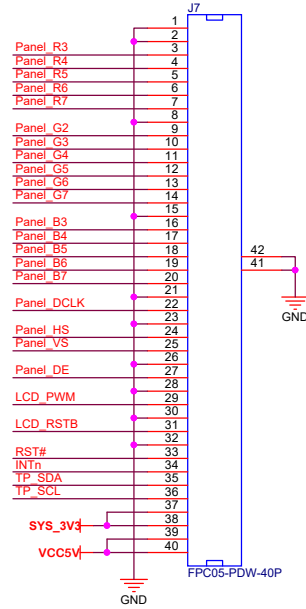 J7
1
2
Panel_R3 3
Panel_R4 4
Panel_R5 5
Panel_R6 6
Panel_R7 7
8
Panel_G2 9
Panel_G3 10
Panel_G4 11
Panel_G5 12
Panel_G6 13
Panel_G7 14
15
Panel_B3 16
Panel_B4 17
Panel_B5 18 42
Panel_B6 19 41
Panel_B7 20
21
Panel_DCLK 22
GND
23
Panel_HS 24
Panel_VS 25
26
Panel_DE 27
28
LCD_PWM 29
30
LCD_RSTB 31
32
RST# 33
INTn 34
TP_SDA 35
TP_SCL 36
37
SYS_3V3 38
39
VCC5V 40
FPC05-PDW-40P
GND